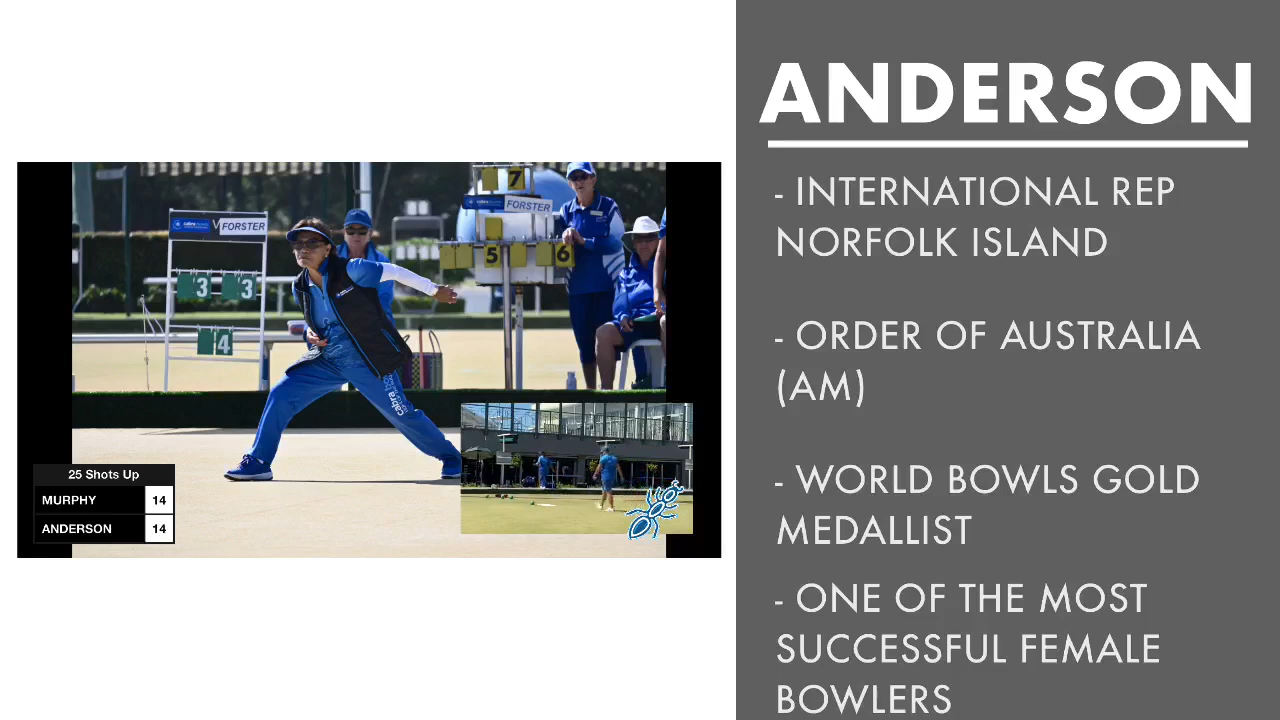 ANDERSON
- INTERNATIONAL REP
NORFOLK ISLAND
- ORDER OF AUSTRALIA
(AM)
- WORLD BOWLS GOLD
MEDALLIST
- ONE OF THE MOST
SUCCESSFUL FEMALE
BOWLERS
7
FORSTER
V FORSTER
5
6
3
3
4
cabra
25 Shots Up
MURPHY 14
ANDERSON 14